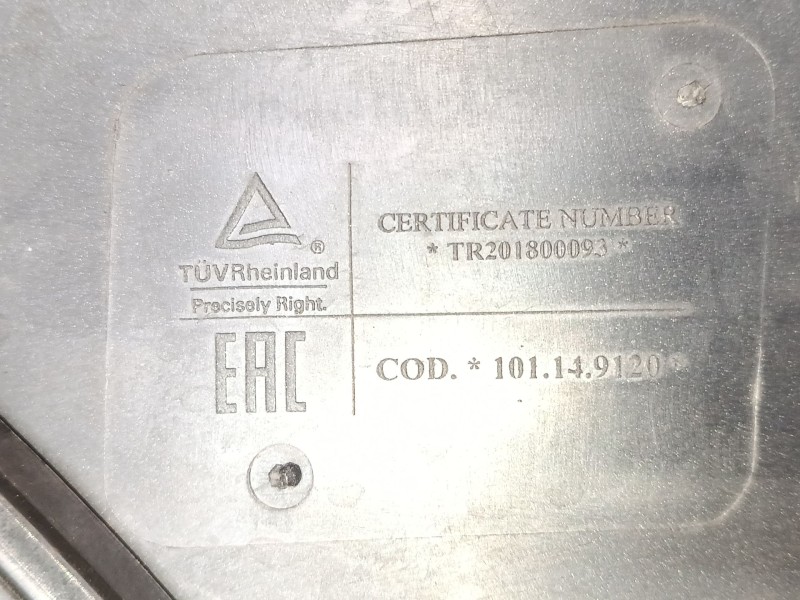 CERTIFICATE NUMBER
* TR201800093 *
®
TÜVRheinland
Precisely Right.
EAC
COD. * 101.14.9120 *